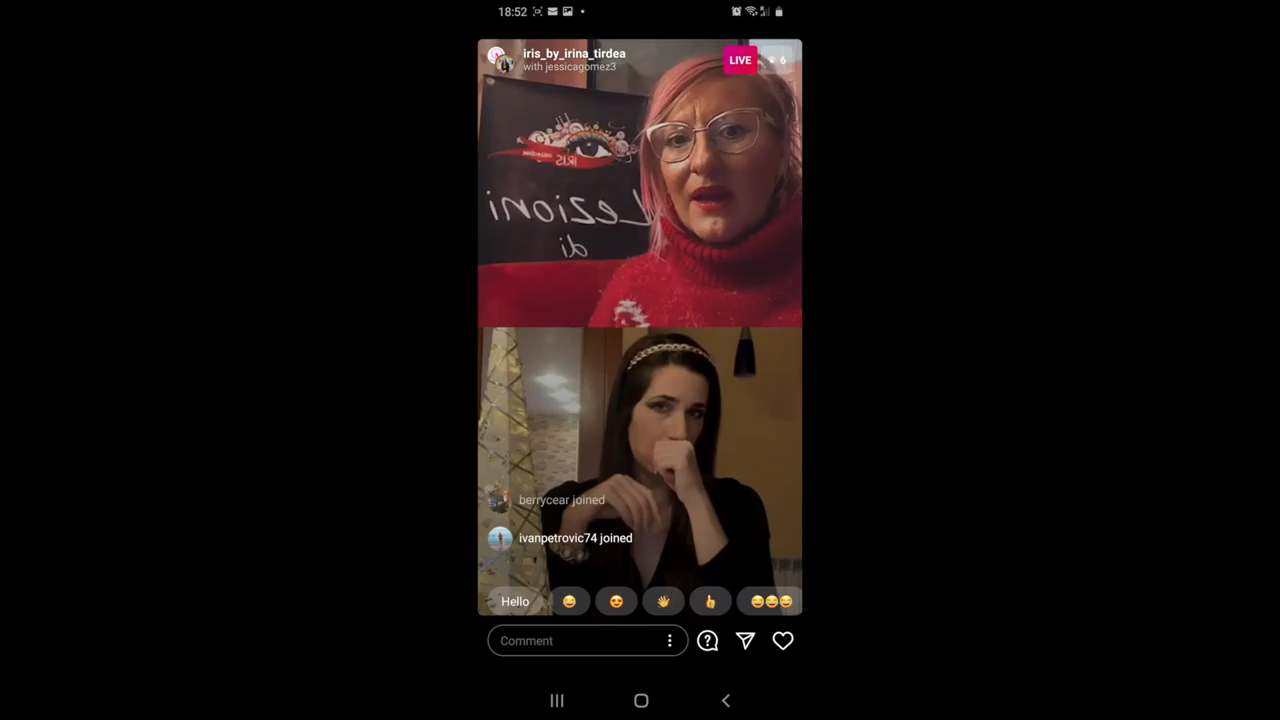 18:52
iris_by_irina_tirdea
with jessicagomez3
LIVE
6
IRIS
Lezioni
di
berrycear joined
ivanpetrovic74 joined
Hello
Comment